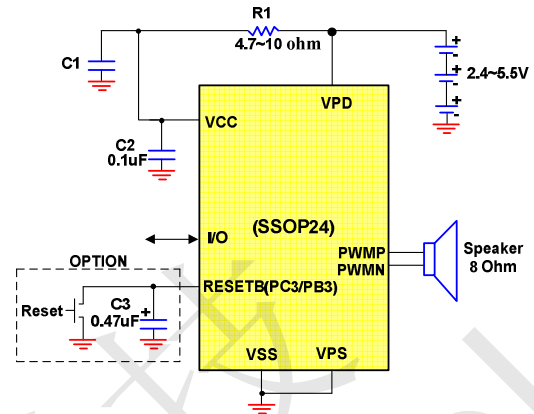 R1
4.7~10 ohm
C1
+
-
+
-
2.4~5.5V
+
-
VPD
VCC
C2
0.1uF
(SSOP24)
I/O
PWMP
PWMN
Speaker
8 Ohm
OPTION
RESETB(PC3/PB3)
Reset
C3
+
0.47uF
VSS
VPS